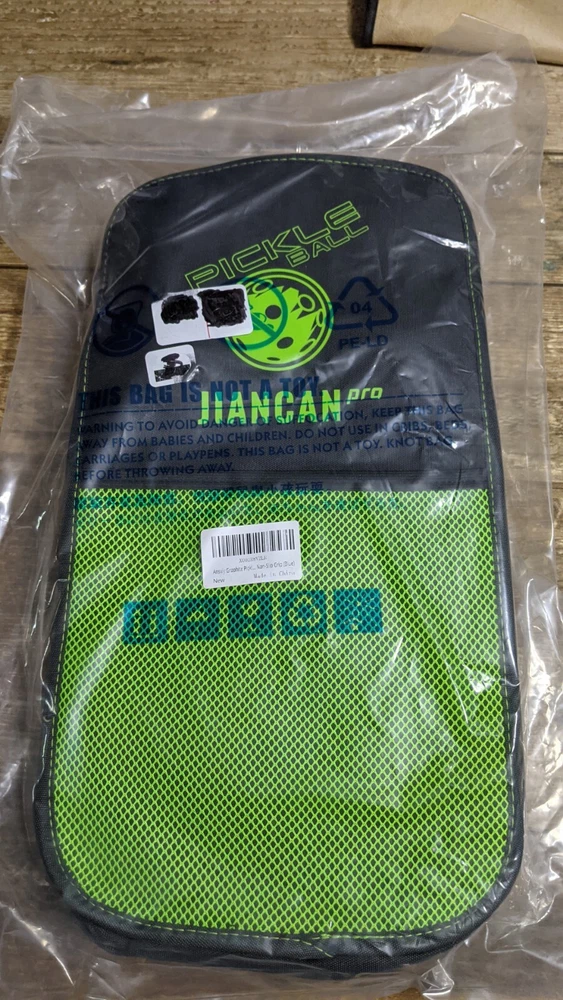 PICKLE
BALL
04
PE-LD
THIS BAG IS NOT A TOY
JIANCAN pro
WARNING TO AVOID DANGER OF SUFFOCATION, KEEP THIS BAG
AWAY FROM BABIES AND CHILDREN. DO NOT USE IN CRIBS, BEDS,
CARRIAGES OR PLAYPENS. THIS BAG IS NOT A TOY. KNOT BAG
BEFORE THROWING AWAY.
New
Made in China